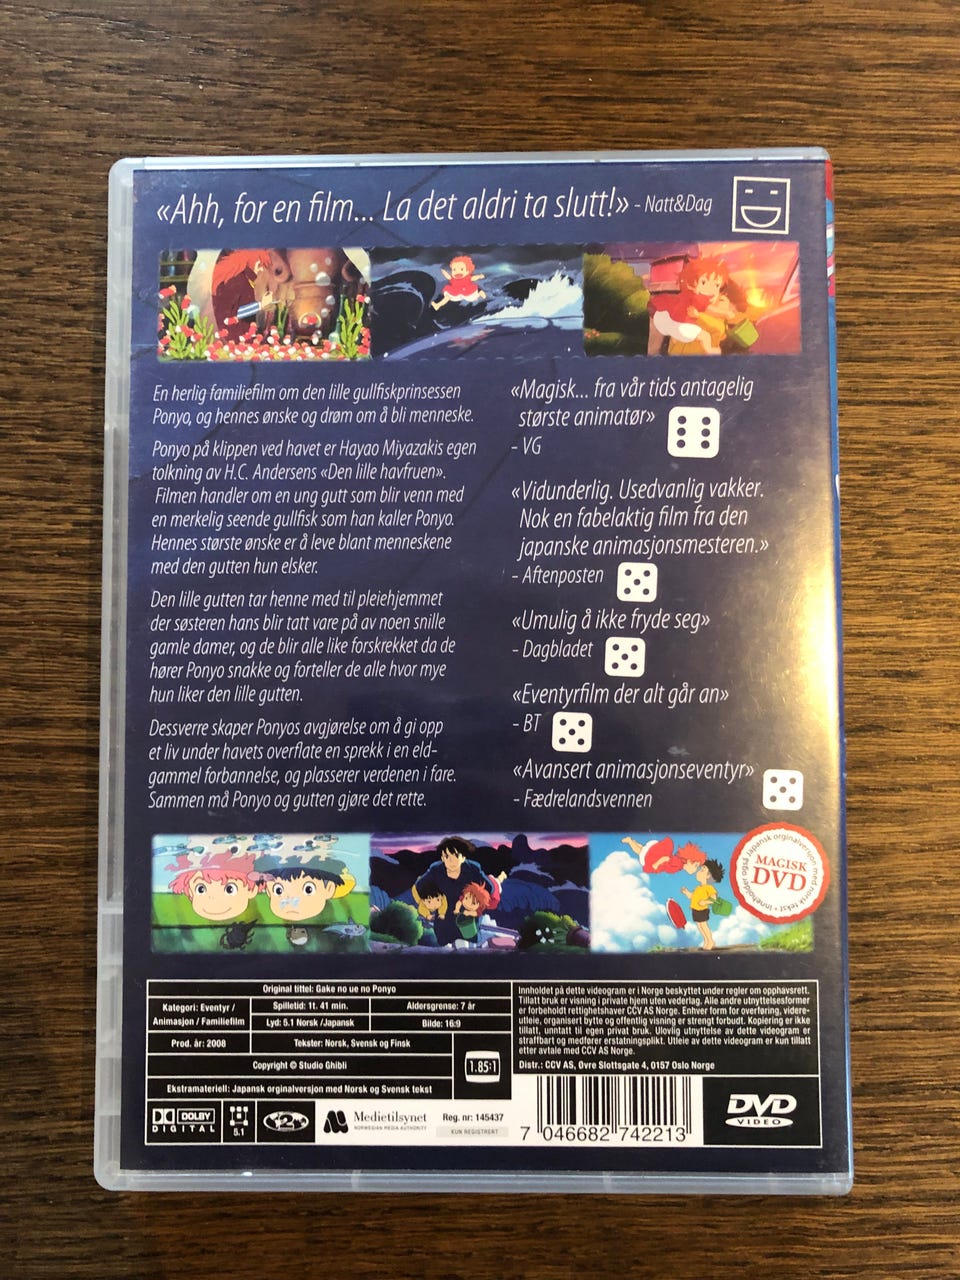 «Ahh, for en film... La det aldri ta slutt!» - Natt&Dag
En herlig familiefilm om den lille gullfiskprinsessen
Ponyo, og hennes ønske og drøm om å bli menneske.
Ponyo på klippen ved havet er Hayao Miyazakis egen
tolkning av H.C. Andersens «Den lille havfruen».
Filmen handler om en ung gutt som blir venn med
en merkelig seende gullfisk som han kaller Ponyo.
Hennes største ønske er å leve blant menneskene
med den gutten hun elsker.
Den lille gutten tar henne med til pleiehjemmet
der søsteren hans blir tatt vare på av noen snille
gamle damer, og de blir alle like forskrekket da de
hører Ponyo snakke og forteller de alle hvor mye
hun liker den lille gutten.
Dessverre skaper Ponyos avgjørelse om å gi opp
et liv under havets overflate en sprekk i en eld-
gammel forbannelse, og plasserer verdenen i fare.
Sammen må Ponyo og gutten gjøre det rette.
«Magisk... fra vår tids antagelig
største animatør»
- VG
«Vidunderlig. Usedvanlig vakker.
Nok en fabelaktig film fra den
japanske animasjonsmesteren.»
- Aftenposten
«Umulig å ikke fryde seg»
- Dagbladet
«Eventyrfilm der alt går an»
- BT
«Avansert animasjonseventyr»
- Fædrelandsvennen
MAGISK
DVD
Inneholder også Japansk orginalversjon med norsk tekst •
Original tittel: Gake no ue no Ponyo
Kategori: Eventyr /
Animasjon / Familiefilm
Spilletid: 1t. 41 min.
Aldersgrense: 7 år
Lyd: 5.1 Norsk /Japansk
Bilde: 16:9
Prod. år: 2008
Tekster: Norsk, Svensk og Finsk
Copyright © Studio Ghibli
1.85:1
Ekstramateriell: Japansk orginalversjon med Norsk og Svensk tekst
DOLBY
DIGITAL
5.1
2
Medietilsynet
NORWEGIAN MEDIA AUTHORITY
Reg. nr: 145437
KUN REGISTRERT
Innholdet på dette videogram er i Norge beskyttet under regler om opphavsrett.
Tillatt bruk er visning i private hjem uten vederlag. Alle andre utnyttelsesformer
er forbeholdt rettighetshaver CCV AS Norge. Enhver form for overføring, videre-
utleie, organisert bytte og offentlig visning er strengt forbudt. Kopiering er ikke
tillatt, unntatt til egen privat bruk. Ulovlig utnyttelse av dette videogram er
straffbart og medfører erstatningsplikt. Utleie av dette videogram er kun tillatt
etter avtale med CCV AS Norge.
Distr.: CCV AS, Øvre Slottsgate 4, 0157 Oslo Norge
7 046682 742213
DVD
VIDEO